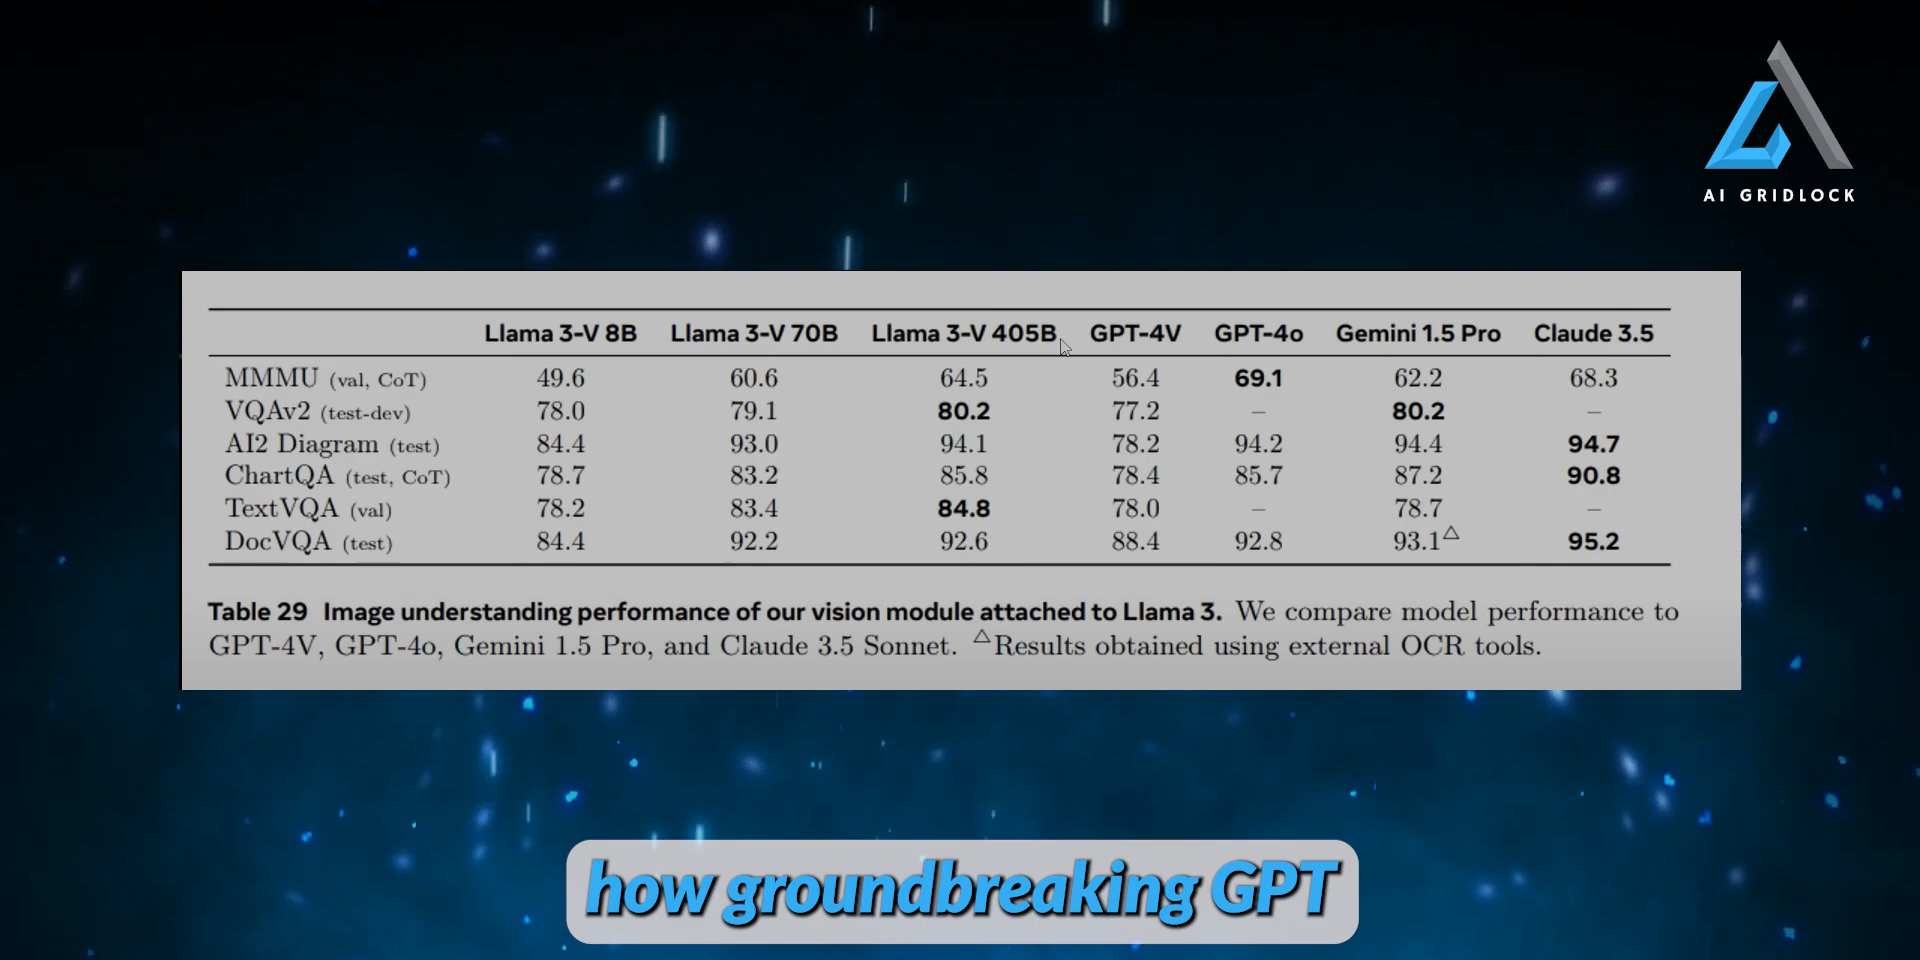 AI GRIDLOCK
Llama 3-V 8B Llama 3-V 70B Llama 3-V 405B GPT-4V GPT-4o Gemini 1.5 Pro Claude 3.5
MMMU (val, CoT) 49.6 60.6 64.5 56.4 69.1 62.2 68.3
VQAv2 (test-dev) 78.0 79.1 80.2 77.2 – 80.2 –
AI2 Diagram (test) 84.4 93.0 94.1 78.2 94.2 94.4 94.7
ChartQA (test, CoT) 78.7 83.2 85.8 78.4 85.7 87.2 90.8
TextVQA (val) 78.2 83.4 84.8 78.0 – 78.7 –
DocVQA (test) 84.4 92.2 92.6 88.4 92.8 93.1△ 95.2
Table 29 Image understanding performance of our vision module attached to Llama 3. We compare model performance to
GPT-4V, GPT-4o, Gemini 1.5 Pro, and Claude 3.5 Sonnet. △Results obtained using external OCR tools.
how groundbreaking GPT